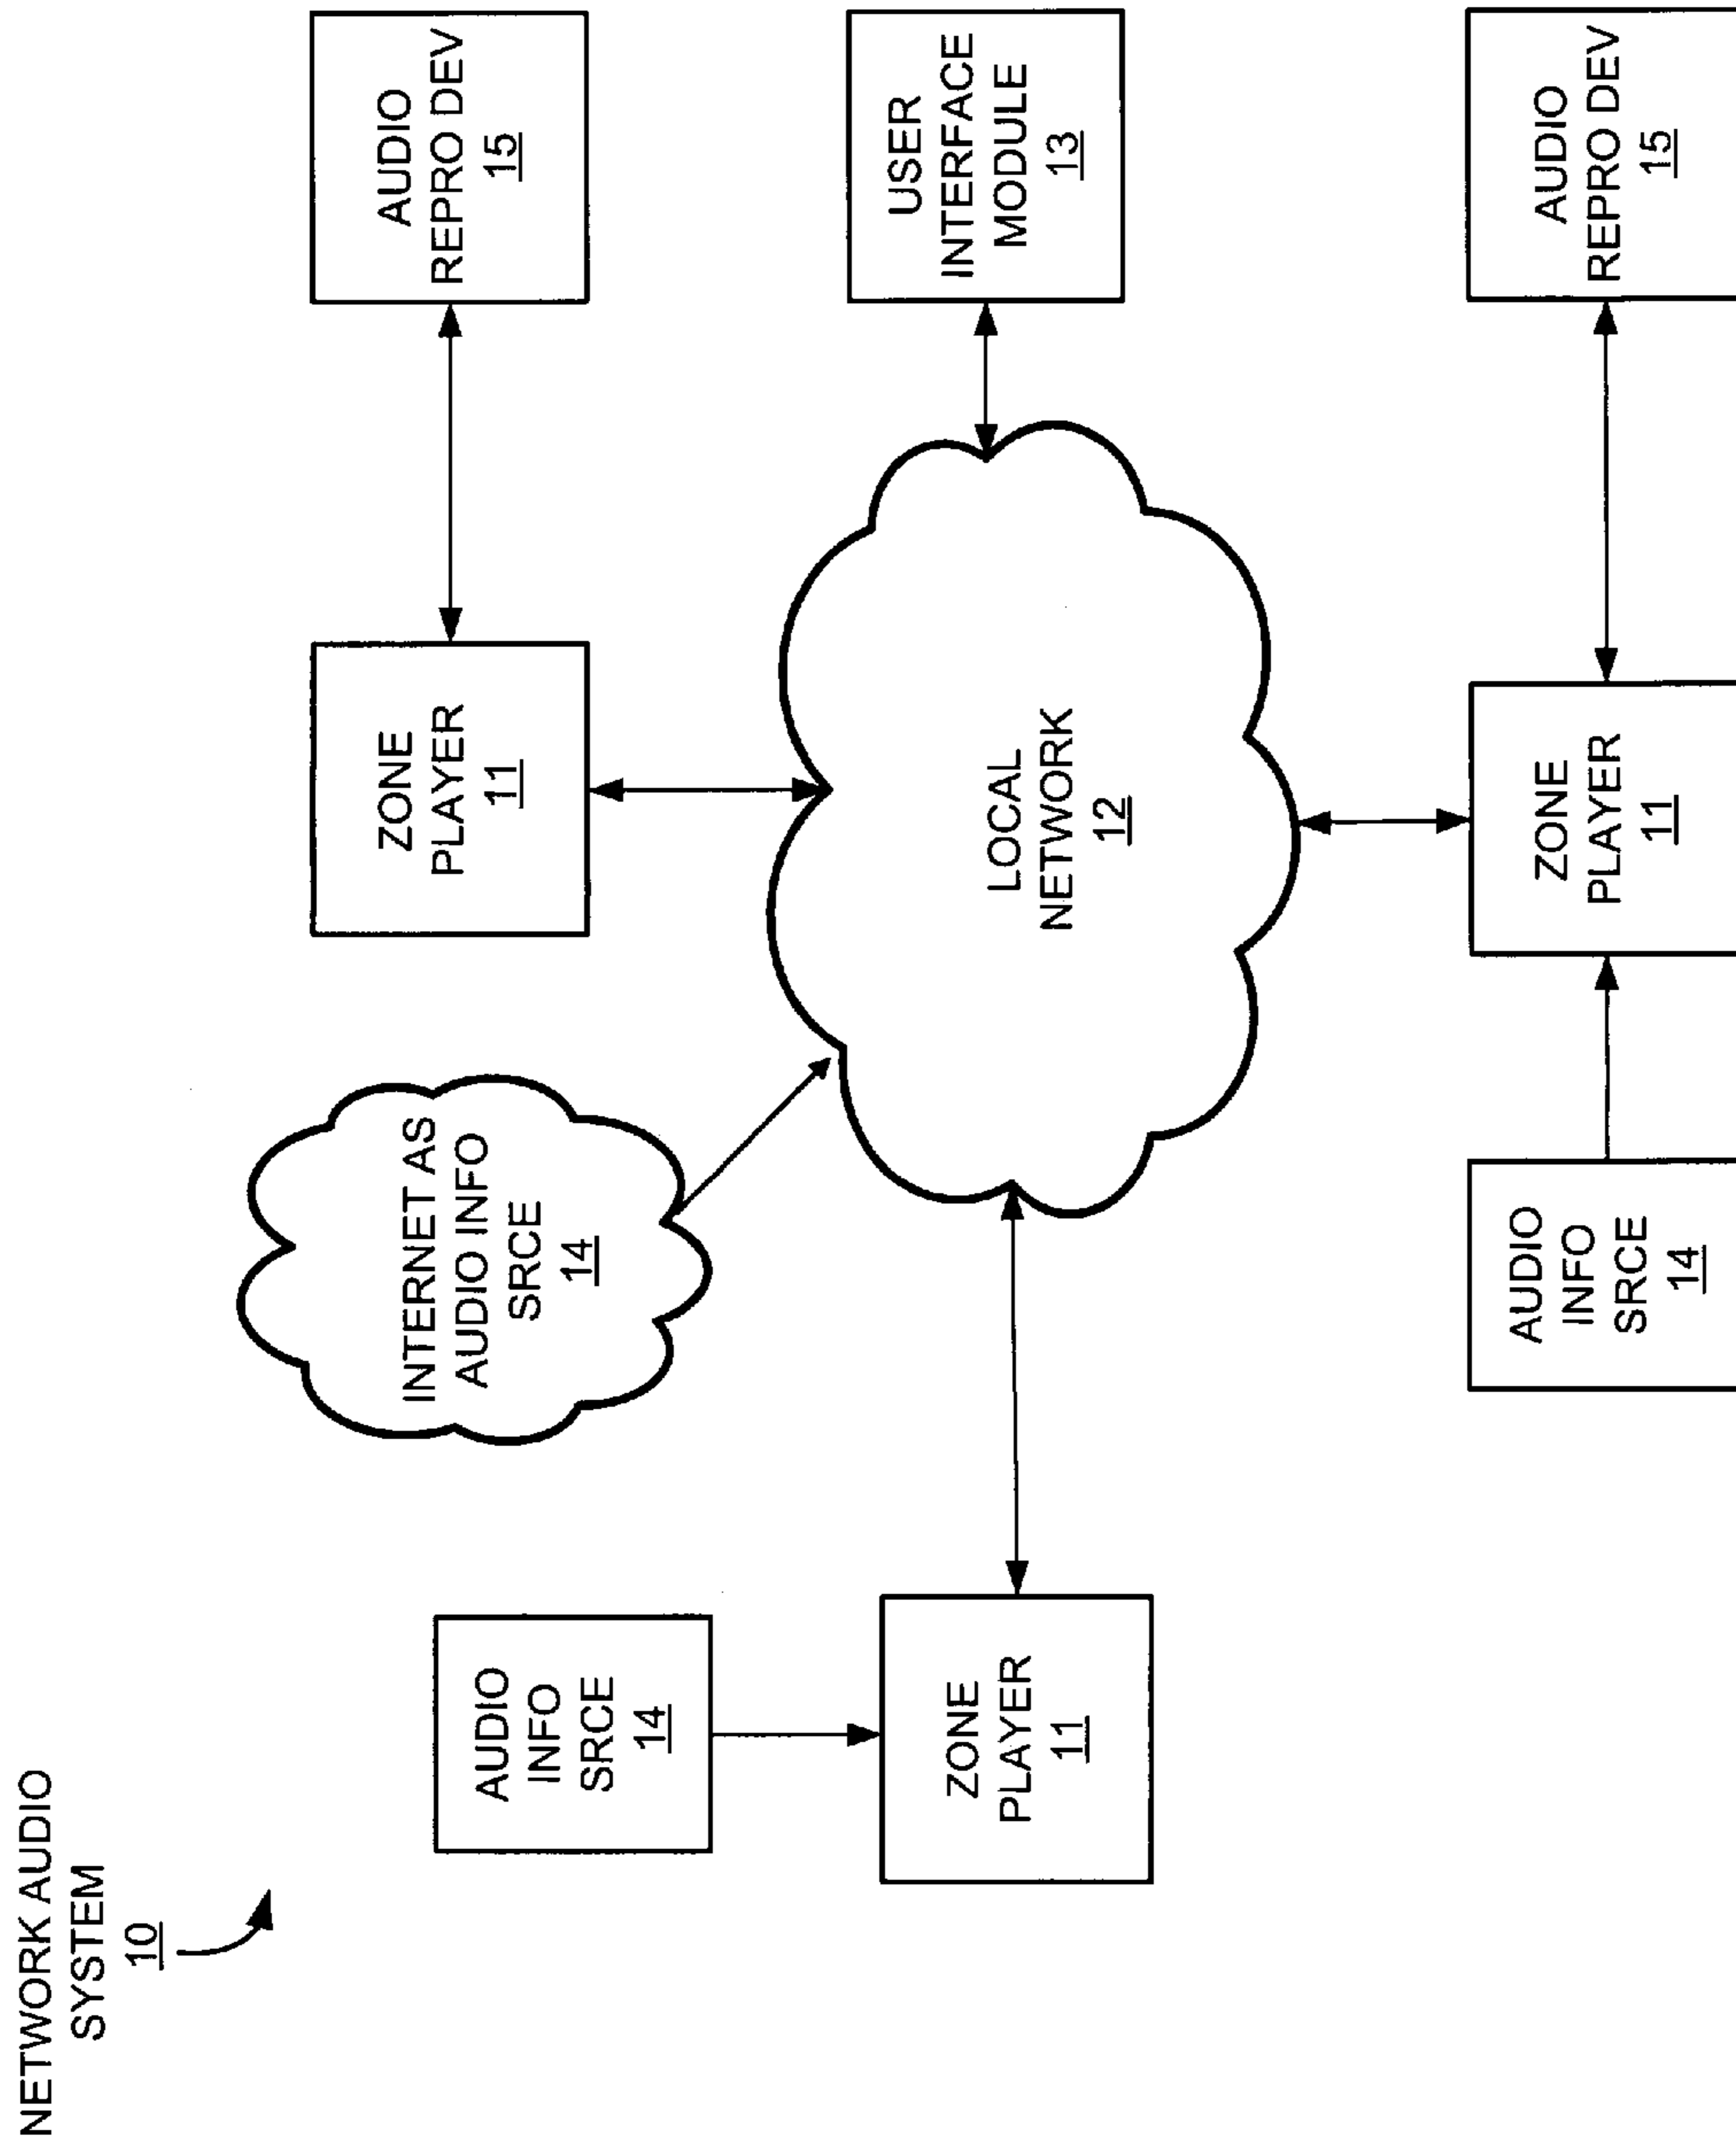 NETWORK AUDIO
SYSTEM
10
AUDIO
INFO
SRCE
14
ZONE
PLAYER
11
INTERNET AS
AUDIO INFO
SRCE
14
ZONE
PLAYER
11
AUDIO
REPRO DEV
15
LOCAL
NETWORK
12
USER
INTERFACE
MODULE
13
AUDIO
INFO
SRCE
14
ZONE
PLAYER
11
AUDIO
REPRO DEV
15